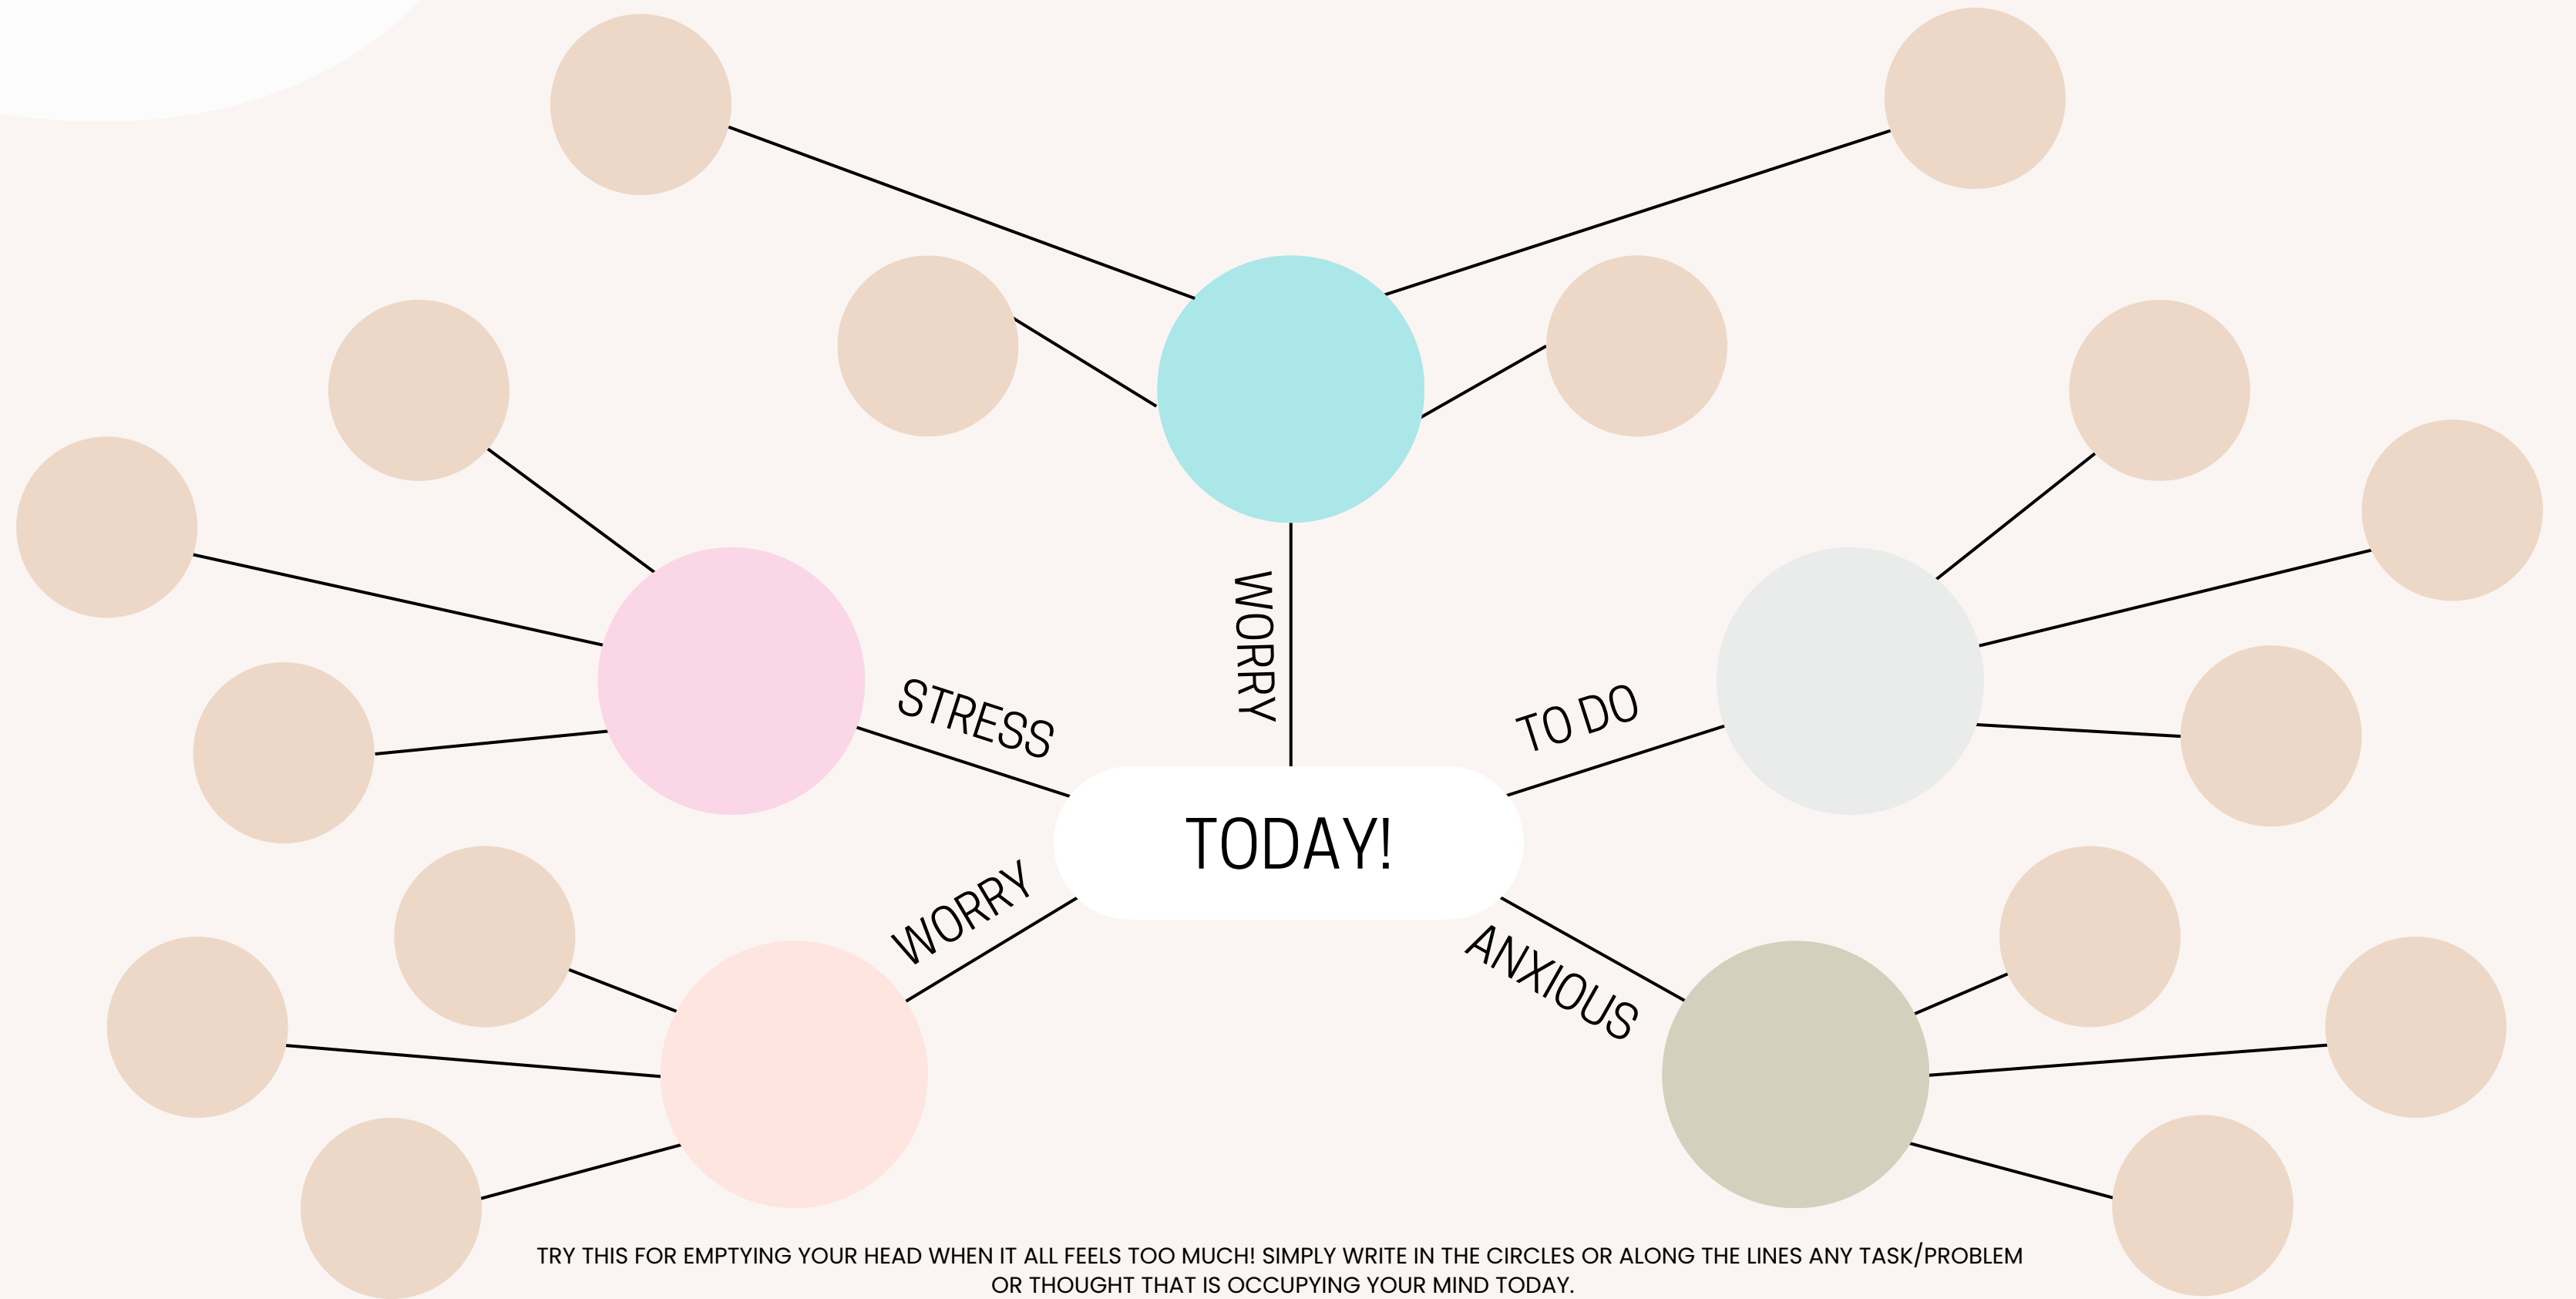 WORRY
STRESS
TO DO
TODAY!
WORRY
ANXIOUS
TRY THIS FOR EMPTYING YOUR HEAD WHEN IT ALL FEELS TOO MUCH! SIMPLY WRITE IN THE CIRCLES OR ALONG THE LINES ANY TASK/PROBLEM
OR THOUGHT THAT IS OCCUPYING YOUR MIND TODAY.